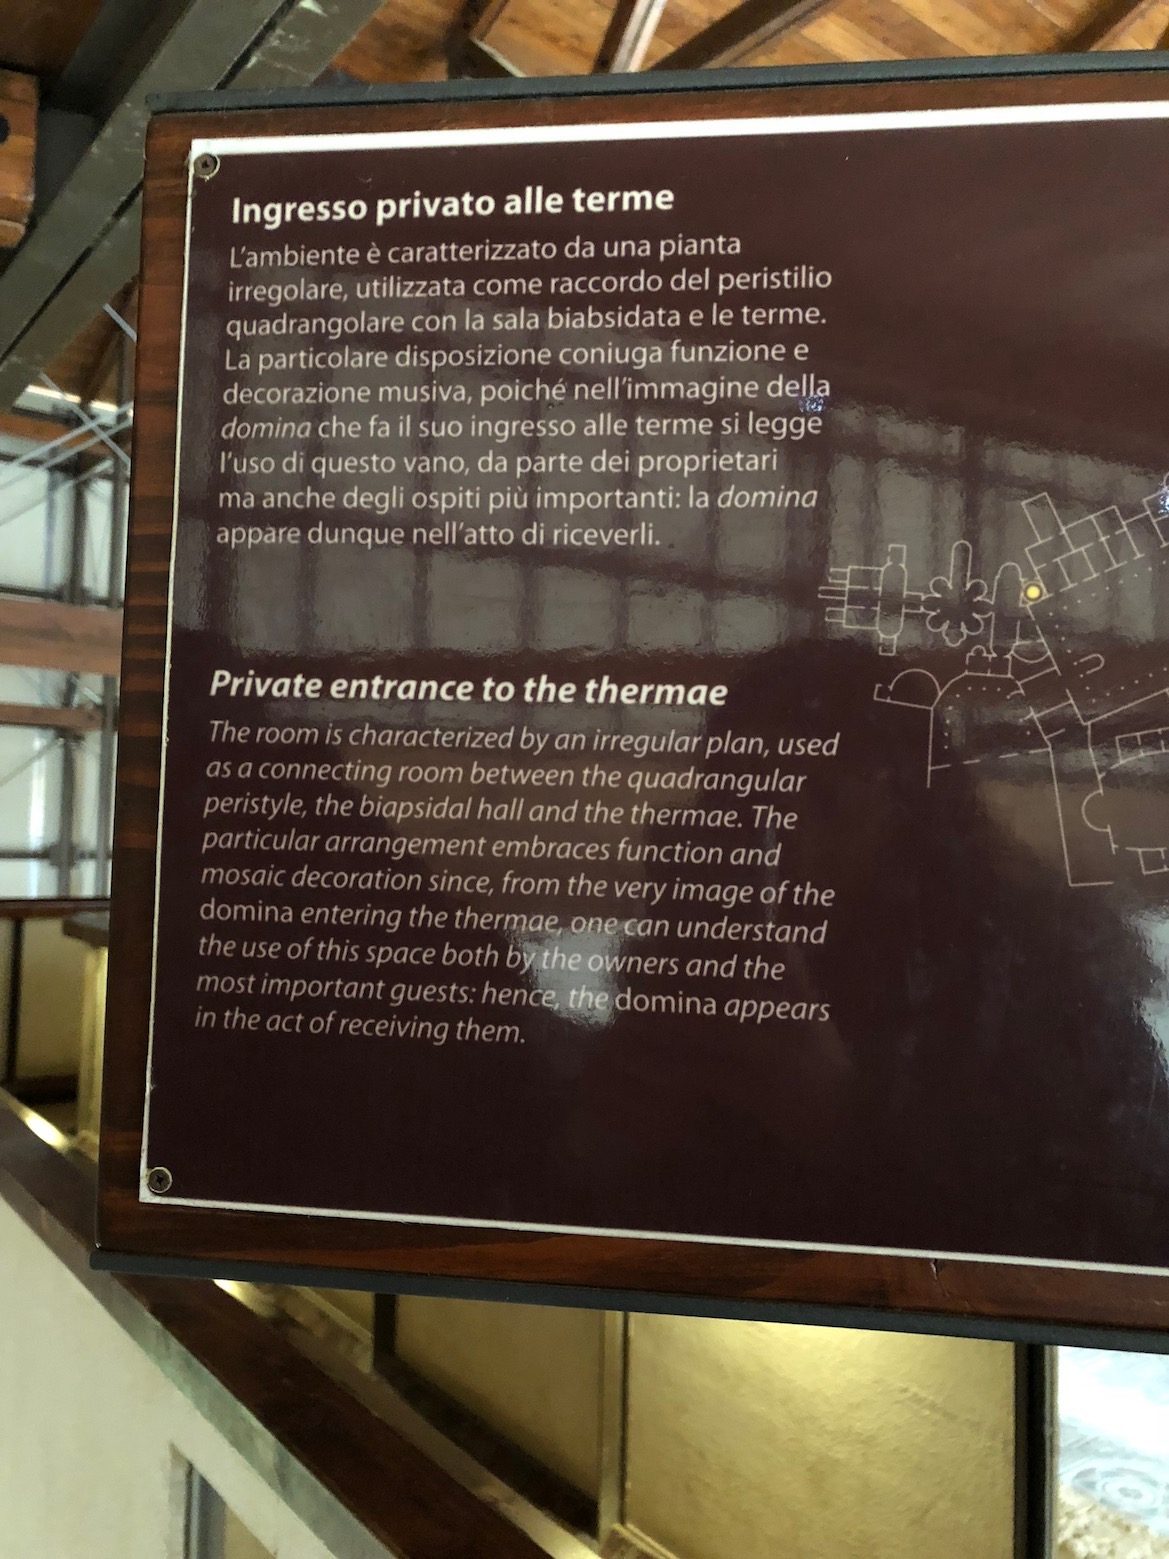 Ingresso privato alle terme
L'ambiente è caratterizzato da una pianta
irregolare, utilizzata come raccordo del peristilio
quadrangolare con la sala biabsidata e le terme.
La particolare disposizione coniuga funzione e
decorazione musiva, poiché nell'immagine della
domina che fa il suo ingresso alle terme si legge
l'uso di questo vano, da parte dei proprietari
ma anche degli ospiti più importanti: la domina
appare dunque nell'atto di riceverli.
Private entrance to the thermae
The room is characterized by an irregular plan, used
as a connecting room between the quadrangular
peristyle, the biapsidal hall and the thermae. The
particular arrangement embraces function and
mosaic decoration since, from the very image of the
domina entering the thermae, one can understand
the use of this space both by the owners and the
most important guests: hence, the domina appears
in the act of receiving them.